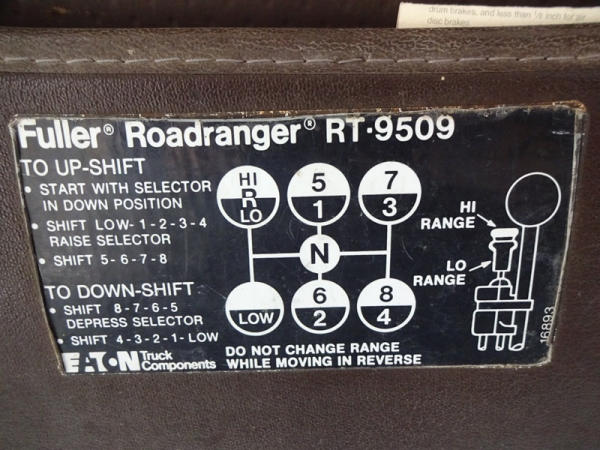 drum brakes, and less than ½ inch for air
disc brakes
Fuller® Roadranger® RT-9509
TO UP-SHIFT
• START WITH SELECTOR
IN DOWN POSITION
• SHIFT LOW-1-2-3-4
RAISE SELECTOR
• SHIFT 5-6-7-8
TO DOWN-SHIFT
• SHIFT 8-7-6-5
DEPRESS SELECTOR
• SHIFT 4-3-2-1-LOW
EATON Truck
Components
HI
R
LO
5
1
7
3
N
LOW
6
2
8
4
DO NOT CHANGE RANGE
WHILE MOVING IN REVERSE
HI
RANGE
LO
RANGE
16893